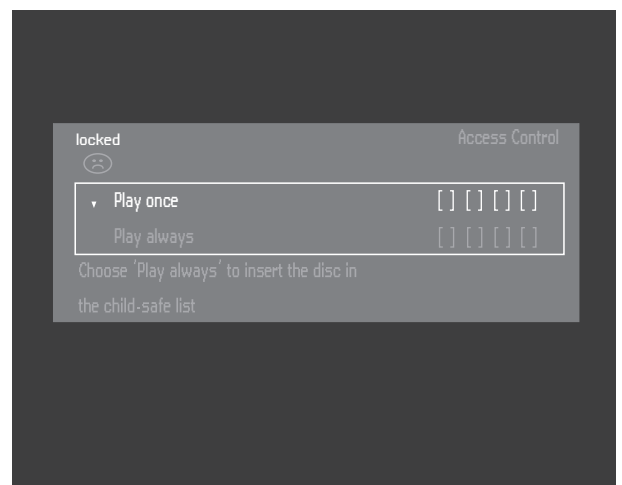 locked
Access Control
Play once [ ] [ ] [ ] [ ]
Play always [ ] [ ] [ ] [ ]
Choose 'Play always' to insert the disc in
the child-safe list